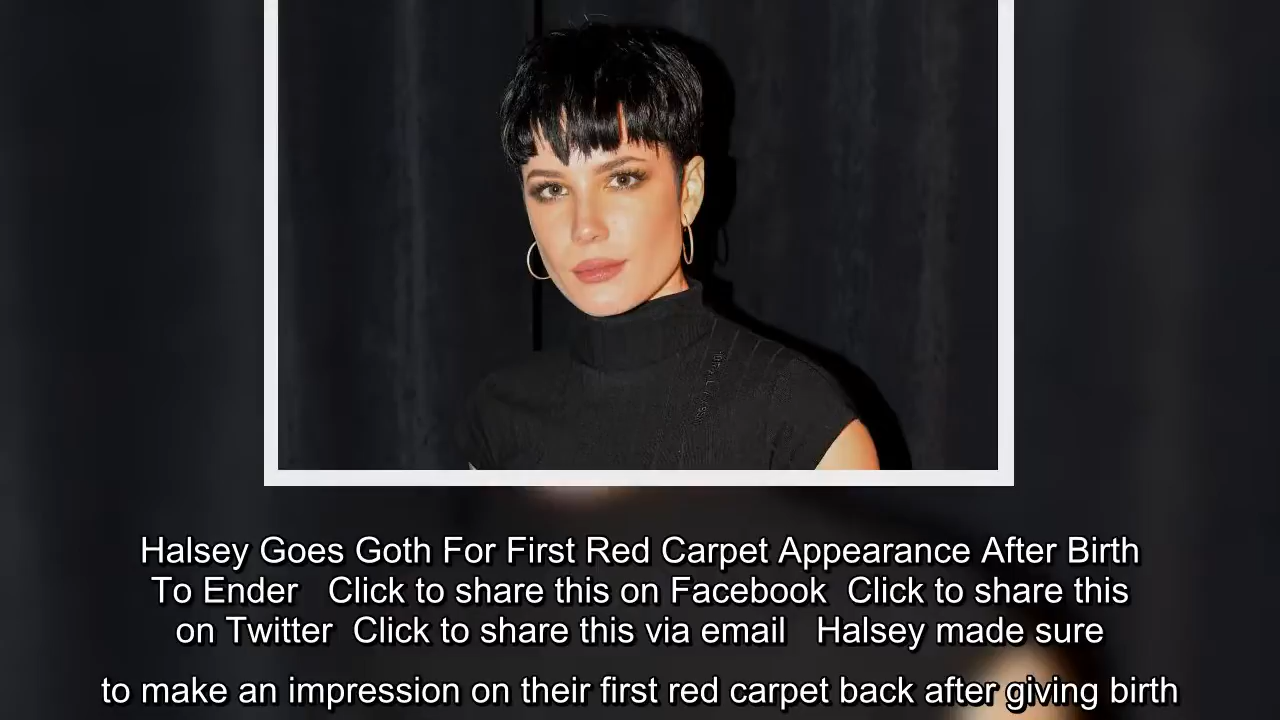 Halsey Goes Goth For First Red Carpet Appearance After Birth
To Ender Click to share this on Facebook Click to share this
on Twitter Click to share this via email Halsey made sure
to make an impression on their first red carpet back after giving birth